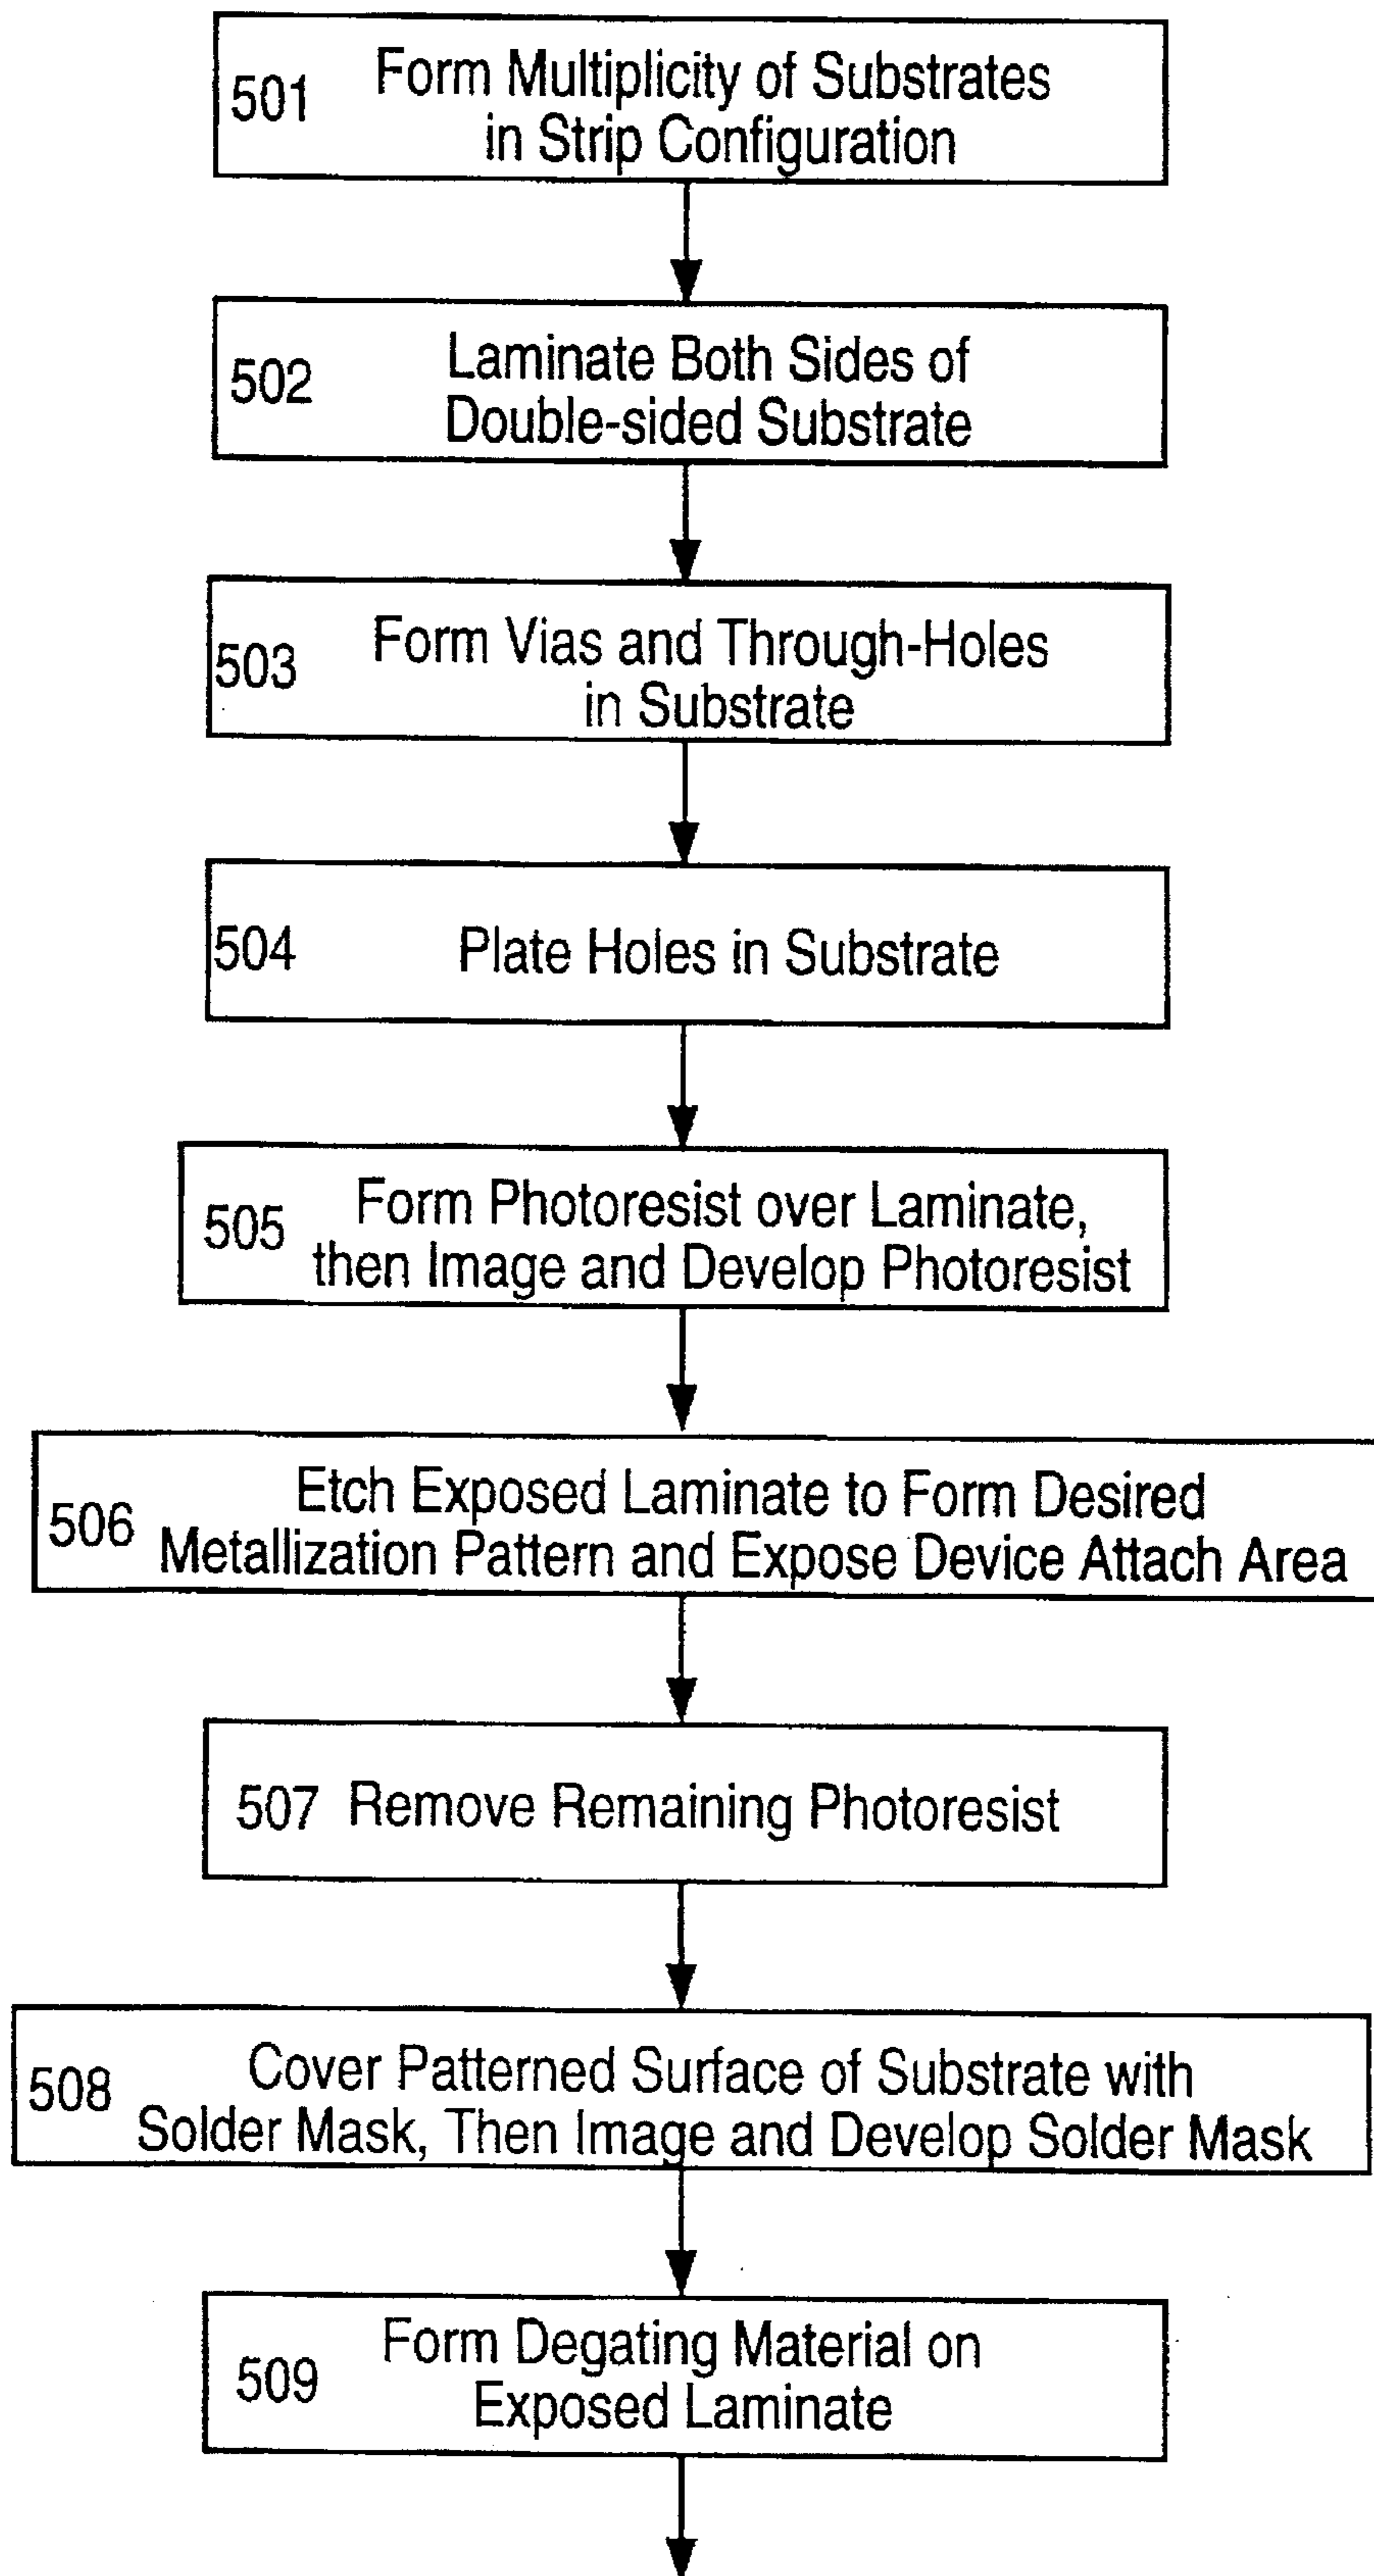 501 Form Multiplicity of Substrates
in Strip Configuration
502 Laminate Both Sides of
Double-sided Substrate
503 Form Vias and Through-Holes
in Substrate
504 Plate Holes in Substrate
505 Form Photoresist over Laminate,
then Image and Develop Photoresist
506 Etch Exposed Laminate to Form Desired
Metallization Pattern and Expose Device Attach Area
507 Remove Remaining Photoresist
508 Cover Patterned Surface of Substrate with
Solder Mask, Then Image and Develop Solder Mask
509 Form Degating Material on
Exposed Laminate